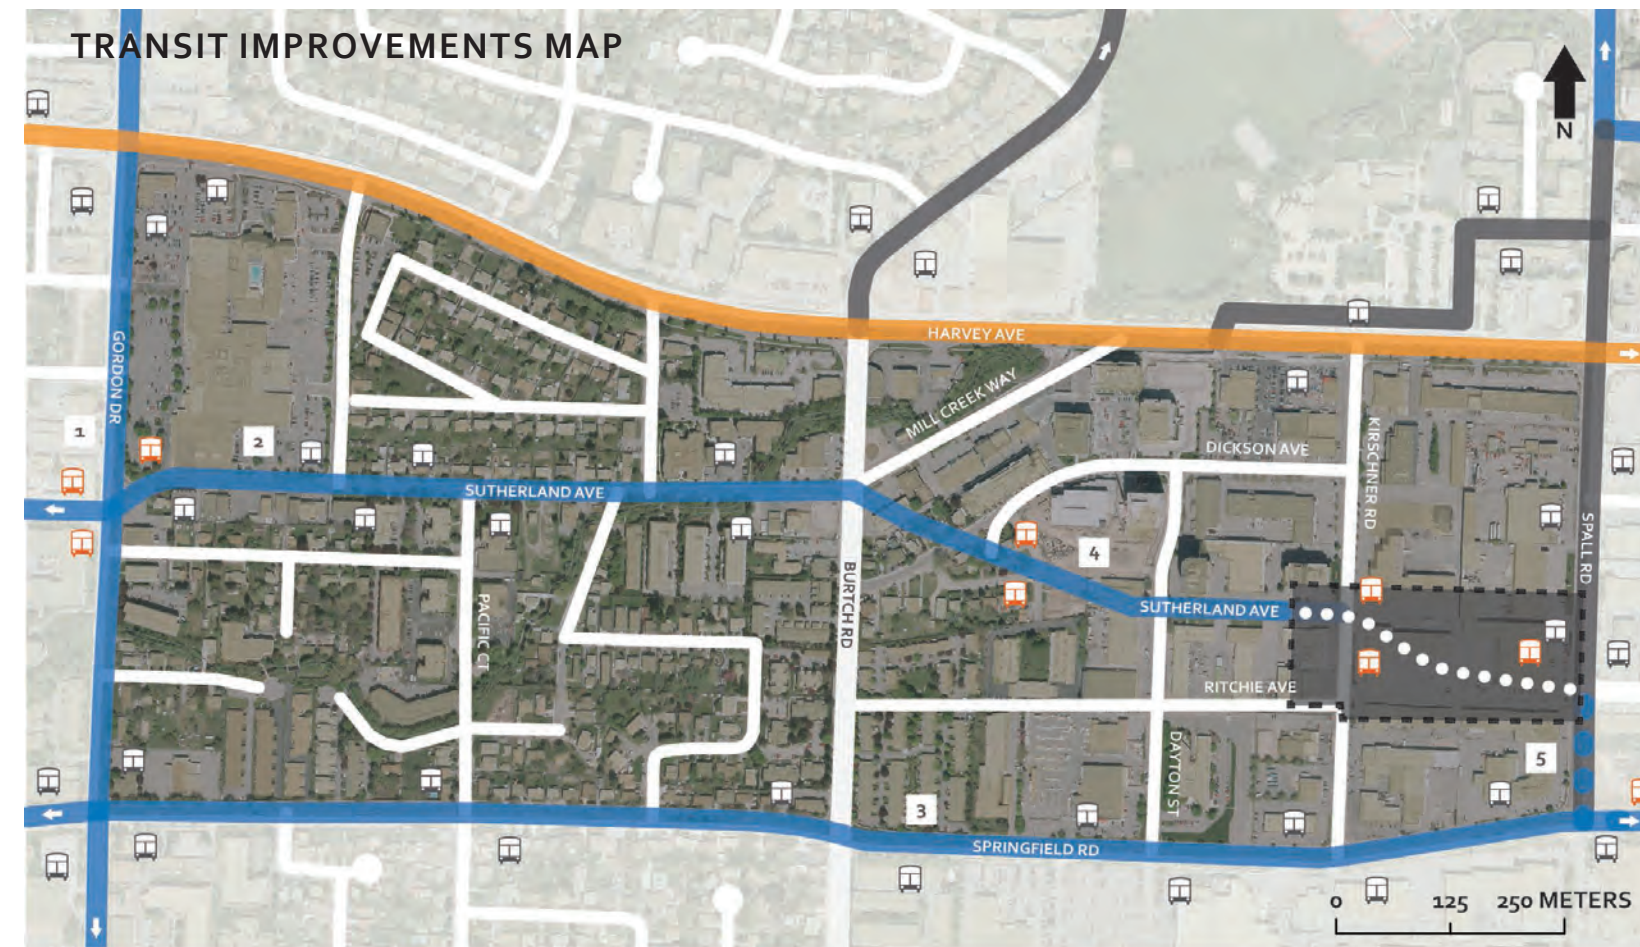 TRANSIT IMPROVEMENTS MAP
N
GORDON DR
HARVEY AVE
MILL CREEK WAY
DICKSON AVE
KIRSCHNER RD
1
2
SUTHERLAND AVE
SPALL RD
4
BURTCH RD
PACIFIC CT
SUTHERLAND AVE
RITCHIE AVE
DAYTON ST
5
3
SPRINGFIELD RD
0 125 250 METERS